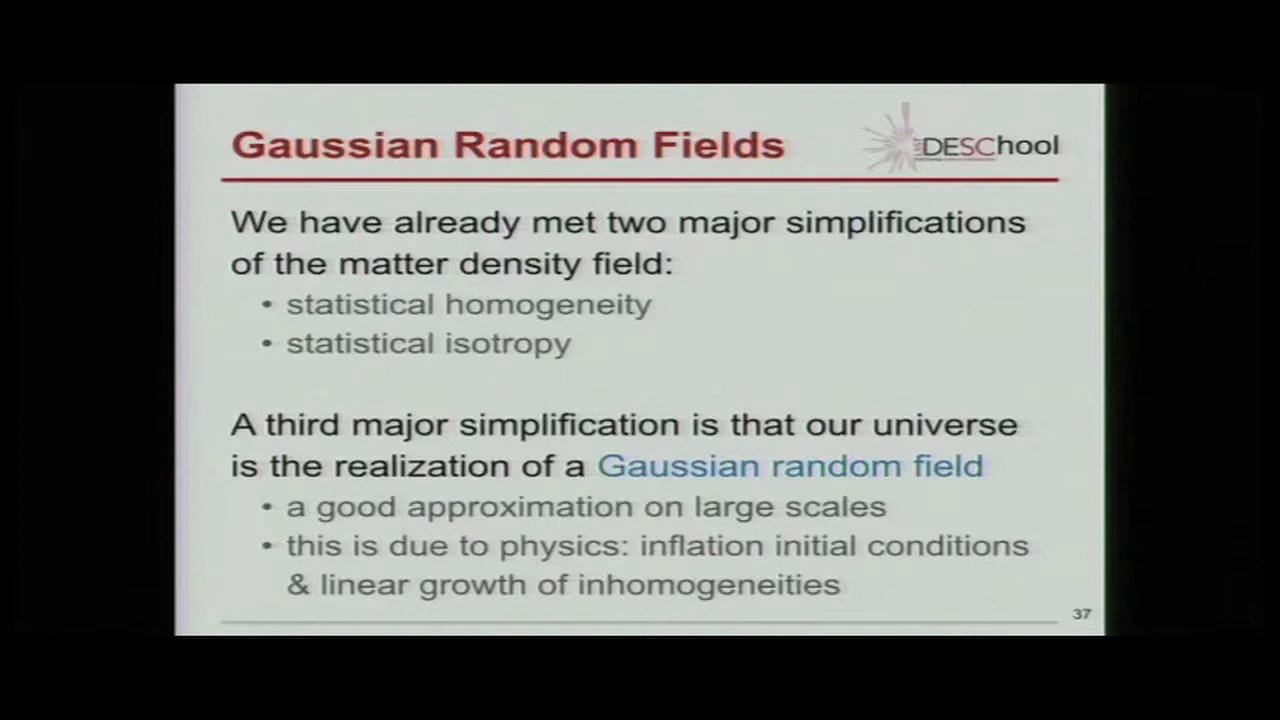 Gaussian Random Fields
DESChool
We have already met two major simplifications
of the matter density field:
• statistical homogeneity
• statistical isotropy
A third major simplification is that our universe
is the realization of a Gaussian random field
• a good approximation on large scales
• this is due to physics: inflation initial conditions
& linear growth of inhomogeneities
37